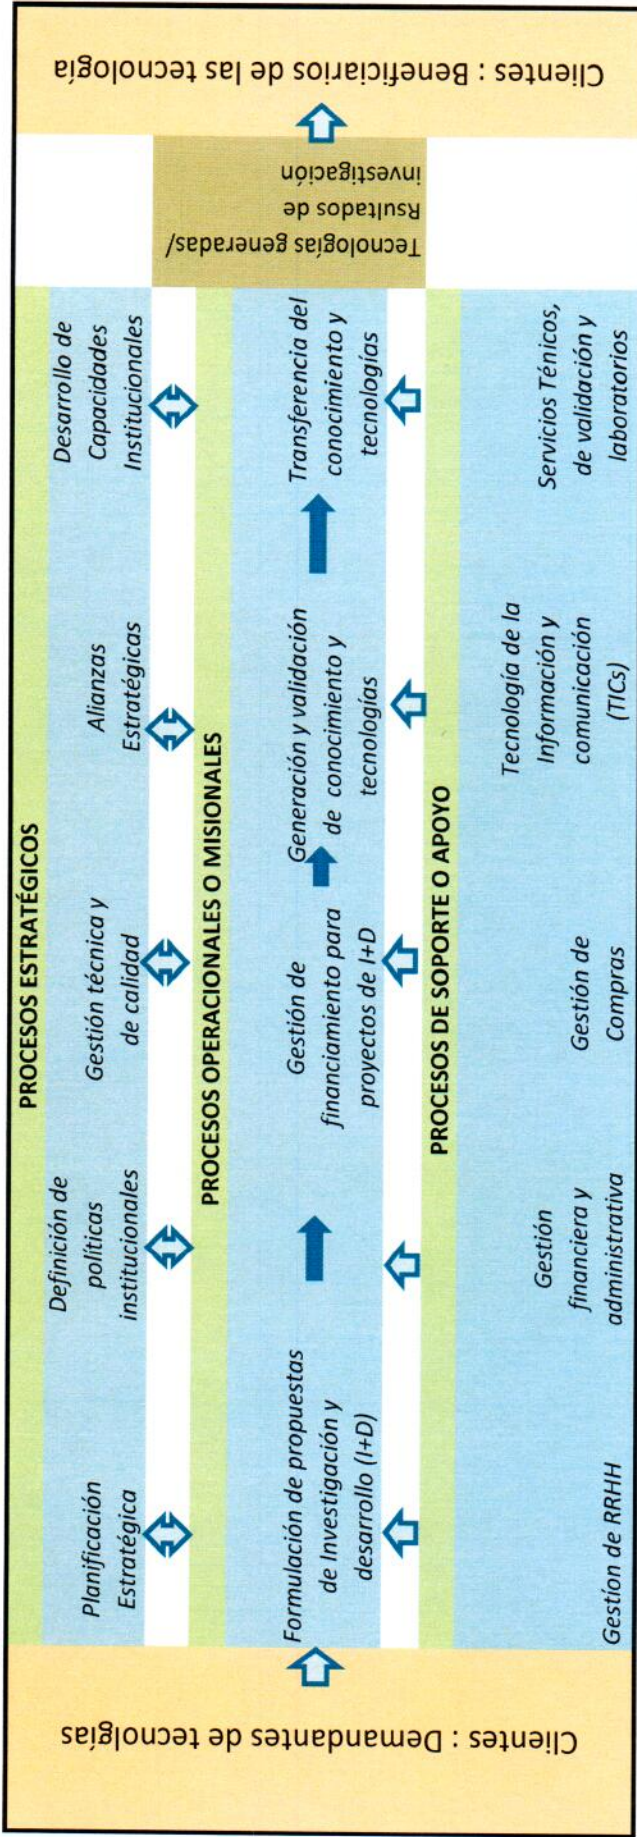 Clientes : Demandantes de tecnolgías
PROCESOS ESTRATÉGICOS
Planificación
Estratégica
Definición de
políticas
institucionales
Gestión técnica y
de calidad
Alianzas
Estratégicas
Desarrollo de
Capacidades
Institucionales
PROCESOS OPERACIONALES O MISIONALES
Formulación de propuestas
de Investigación y
desarrollo (I+D)
Gestión de
financiamiento para
proyectos de I+D
Generación y validación
de conocimiento y
tecnologías
Transferencia del
conocimiento y
tecnologías
PROCESOS DE SOPORTE O APOYO
Gestíon de RRHH
Gestión
financiera y
administrativa
Gestión de
Compras
Tecnología de la
Información y
comunicación
(TICs)
Servicios Ténicos,
de validación y
laboratorios
Tecnologías generadas/
Rsultados de
investigación
Clientes : Beneficiarios de las tecnología